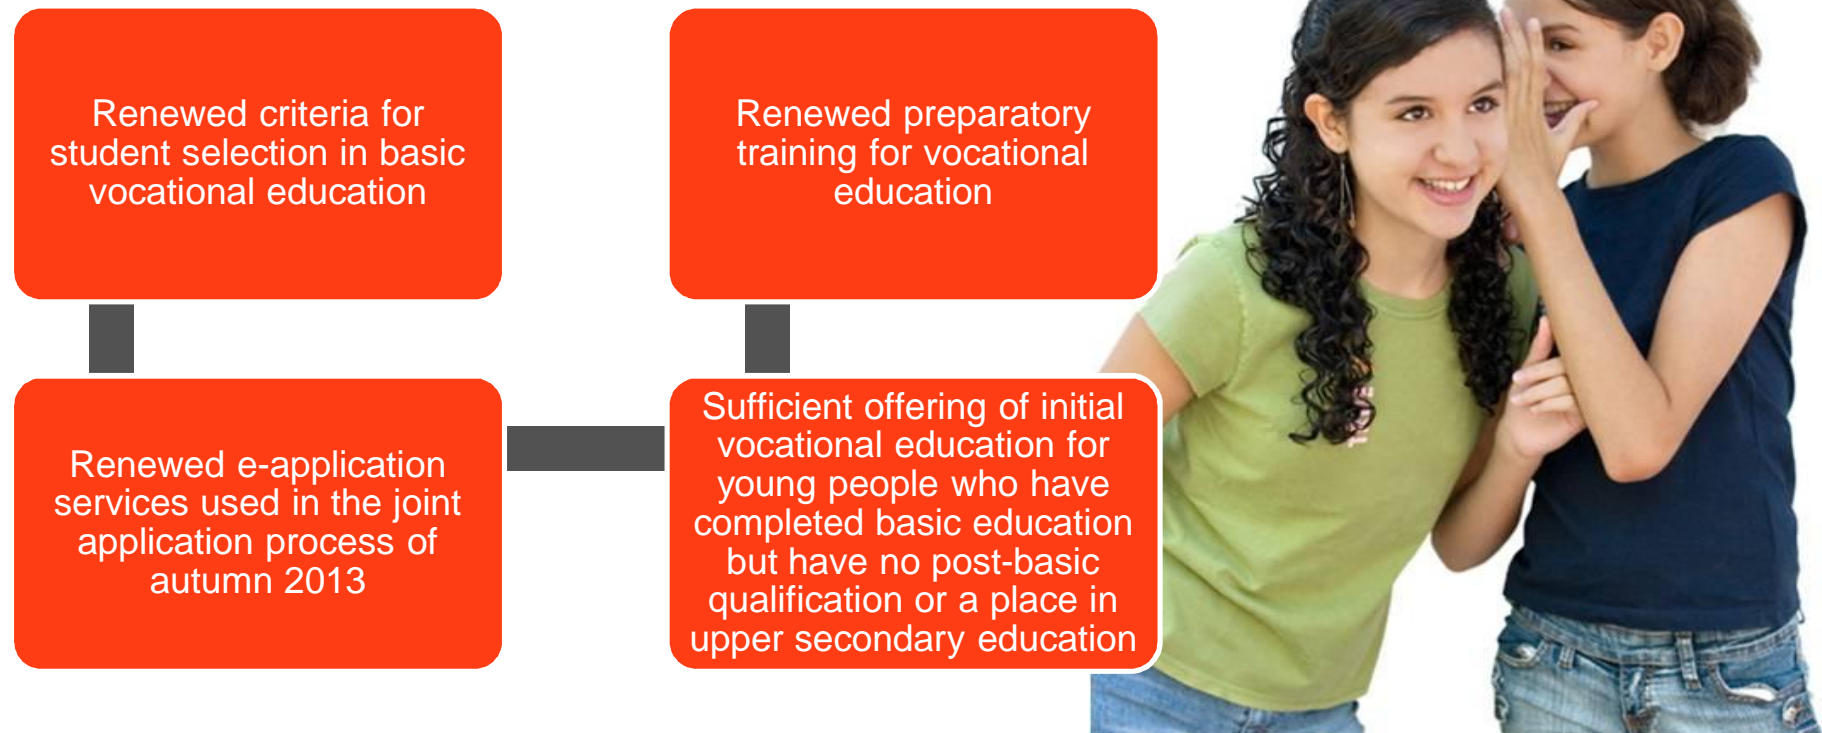 Renewed criteria for
student selection in basic
vocational education
Renewed e-application
services used in the joint
application process of
autumn 2013
Sufficient offering of initial
vocational education for
young people who have
completed basic education
but have no post-basic
qualification or a place in
upper secondary education
Renewed preparatory
training for vocational
education